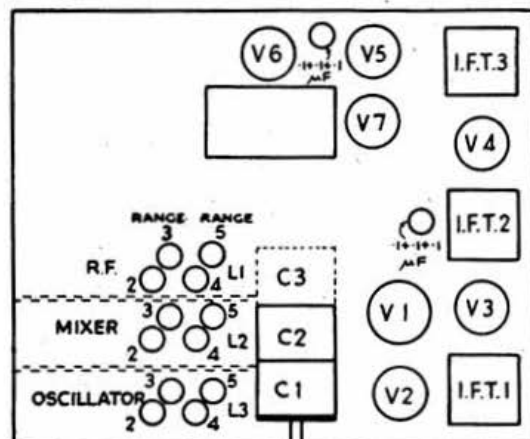 V6
V5
·1+·1+·1
μF
I.F.T.3
V7
V4
RANGE RANGE
3 5
R.F.
2 4 L1
C3
·1+·1+·1
μF
I.F.T.2
3 5
MIXER
2 4 L2
C2
V1
V3
3 5
OSCILLATOR
2 4 L3
C1
V2
I.F.T.1